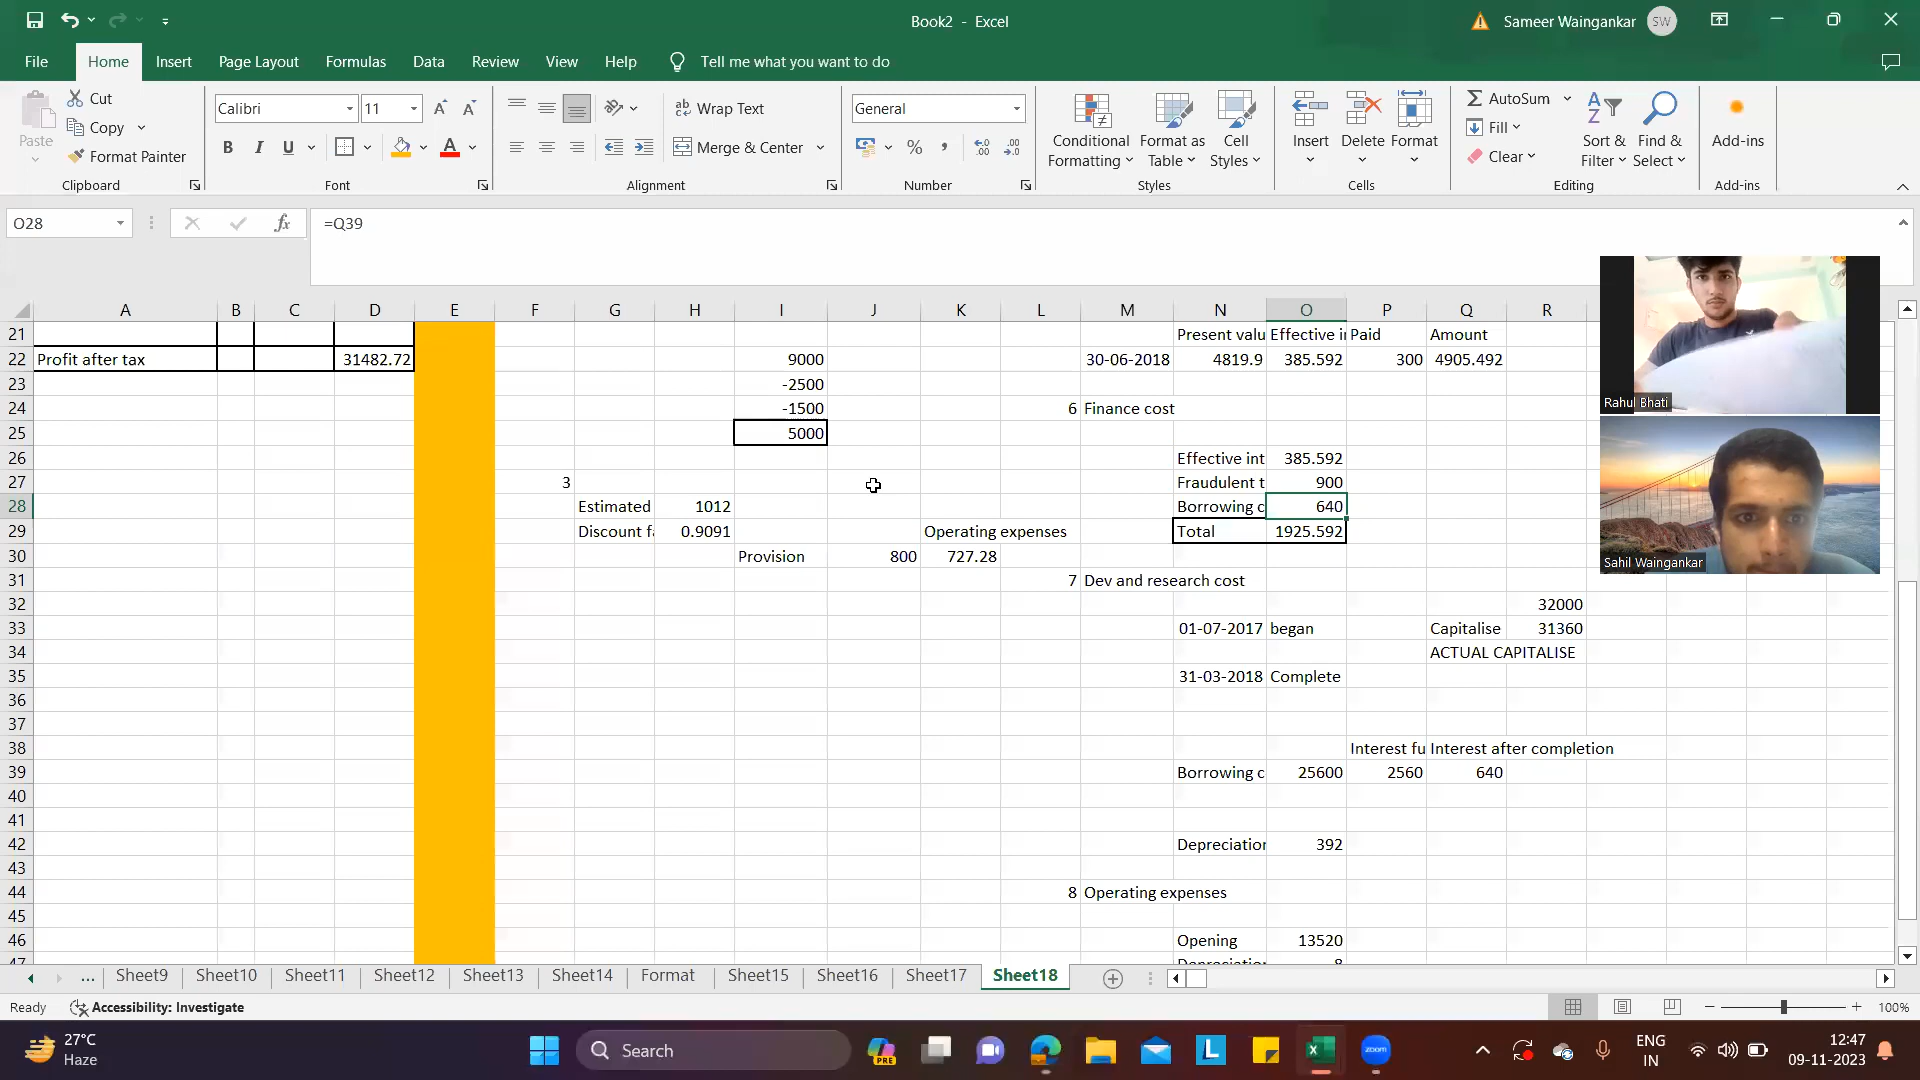 Book2 - Excel
Sameer Waingankar SW
File Home Insert Page Layout Formulas Data Review View Help Tell me what you want to do
Paste
Cut
Copy
Format Painter
Clipboard
Calibri 11
B I U
Font
Wrap Text
Merge & Center
Alignment
General
Number
Conditional Formatting
Format as Table
Cell Styles
Styles
Insert Delete Format
Cells
AutoSum
Fill
Clear
Sort & Filter
Find & Select
Editing
Add-ins
Add-ins
O28 fx =Q39
A B C D E F G H I J K L M N O P Q R
21 Present valu Effective i Paid Amount
22 Profit after tax 31482.72 9000 30-06-2018 4819.9 385.592 300 4905.492
23 -2500
24 -1500 6 Finance cost
25 5000
26 Effective int 385.592
27 3 Fraudulent t 900
28 Estimated 1012 Borrowing c 640
29 Discount f 0.9091 Operating expenses Total 1925.592
30 Provision 800 727.28
31 7 Dev and research cost
32 32000
33 01-07-2017 began Capitalise 31360
34 ACTUAL CAPITALISE
35 31-03-2018 Complete
36
37
38 Interest fu Interest after completion
39 Borrowing c 25600 2560 640
40
41
42 Depreciation 392
43
44 8 Operating expenses
45
46 Opening 13520
47 Depreciatio 8
Rahul Bhati
Sahil Waingankar
... Sheet9 Sheet10 Sheet11 Sheet12 Sheet13 Sheet14 Format Sheet15 Sheet16 Sheet17 Sheet18
Ready Accessibility: Investigate 100%
27°C
Haze
Search
PRE
L
zoom
ENG
IN
12:47
09-11-2023